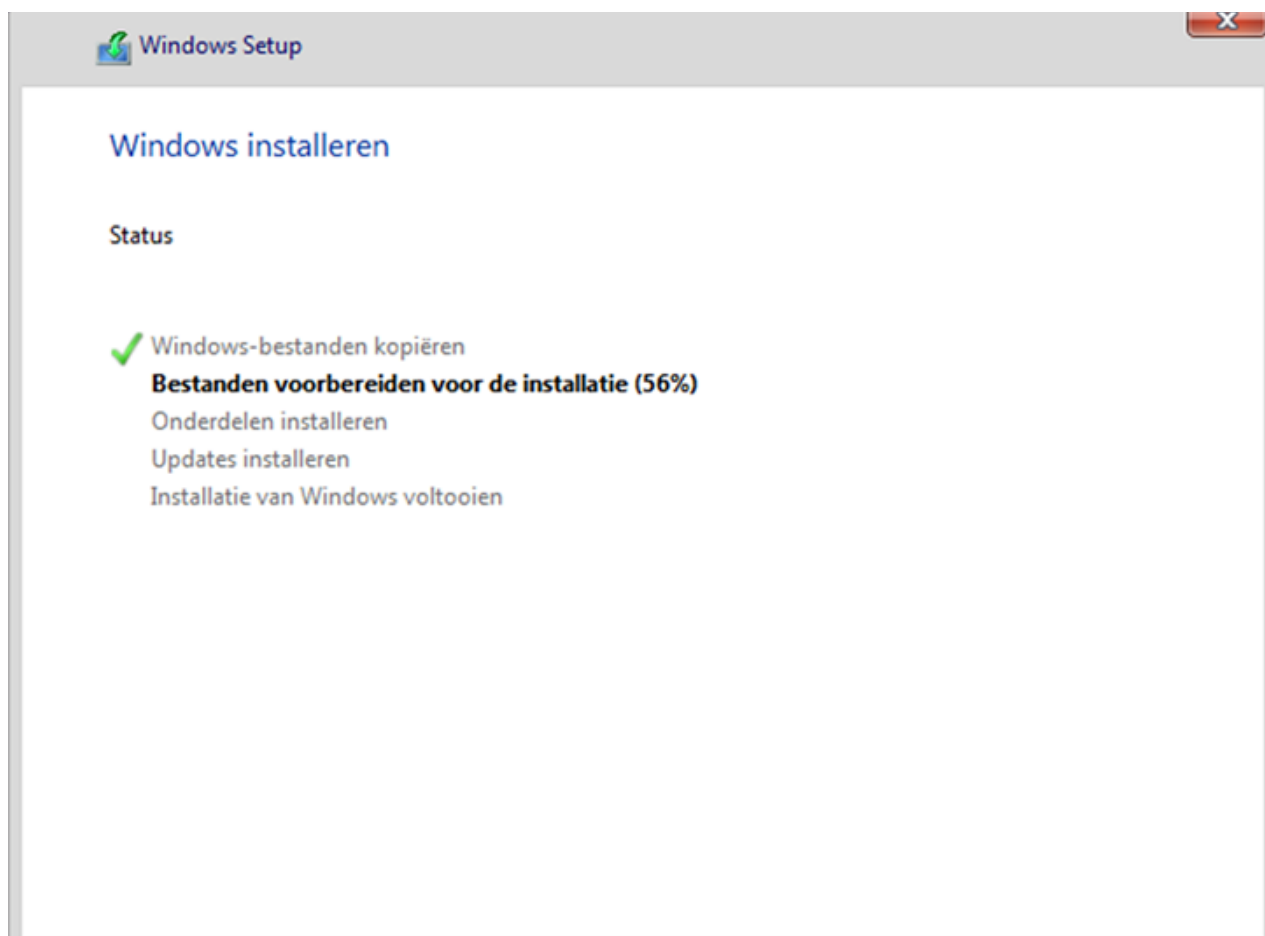 Windows Setup
Windows installeren
Status
Windows-bestanden kopiëren
Bestanden voorbereiden voor de installatie (56%)
Onderdelen installeren
Updates installeren
Installatie van Windows voltooien